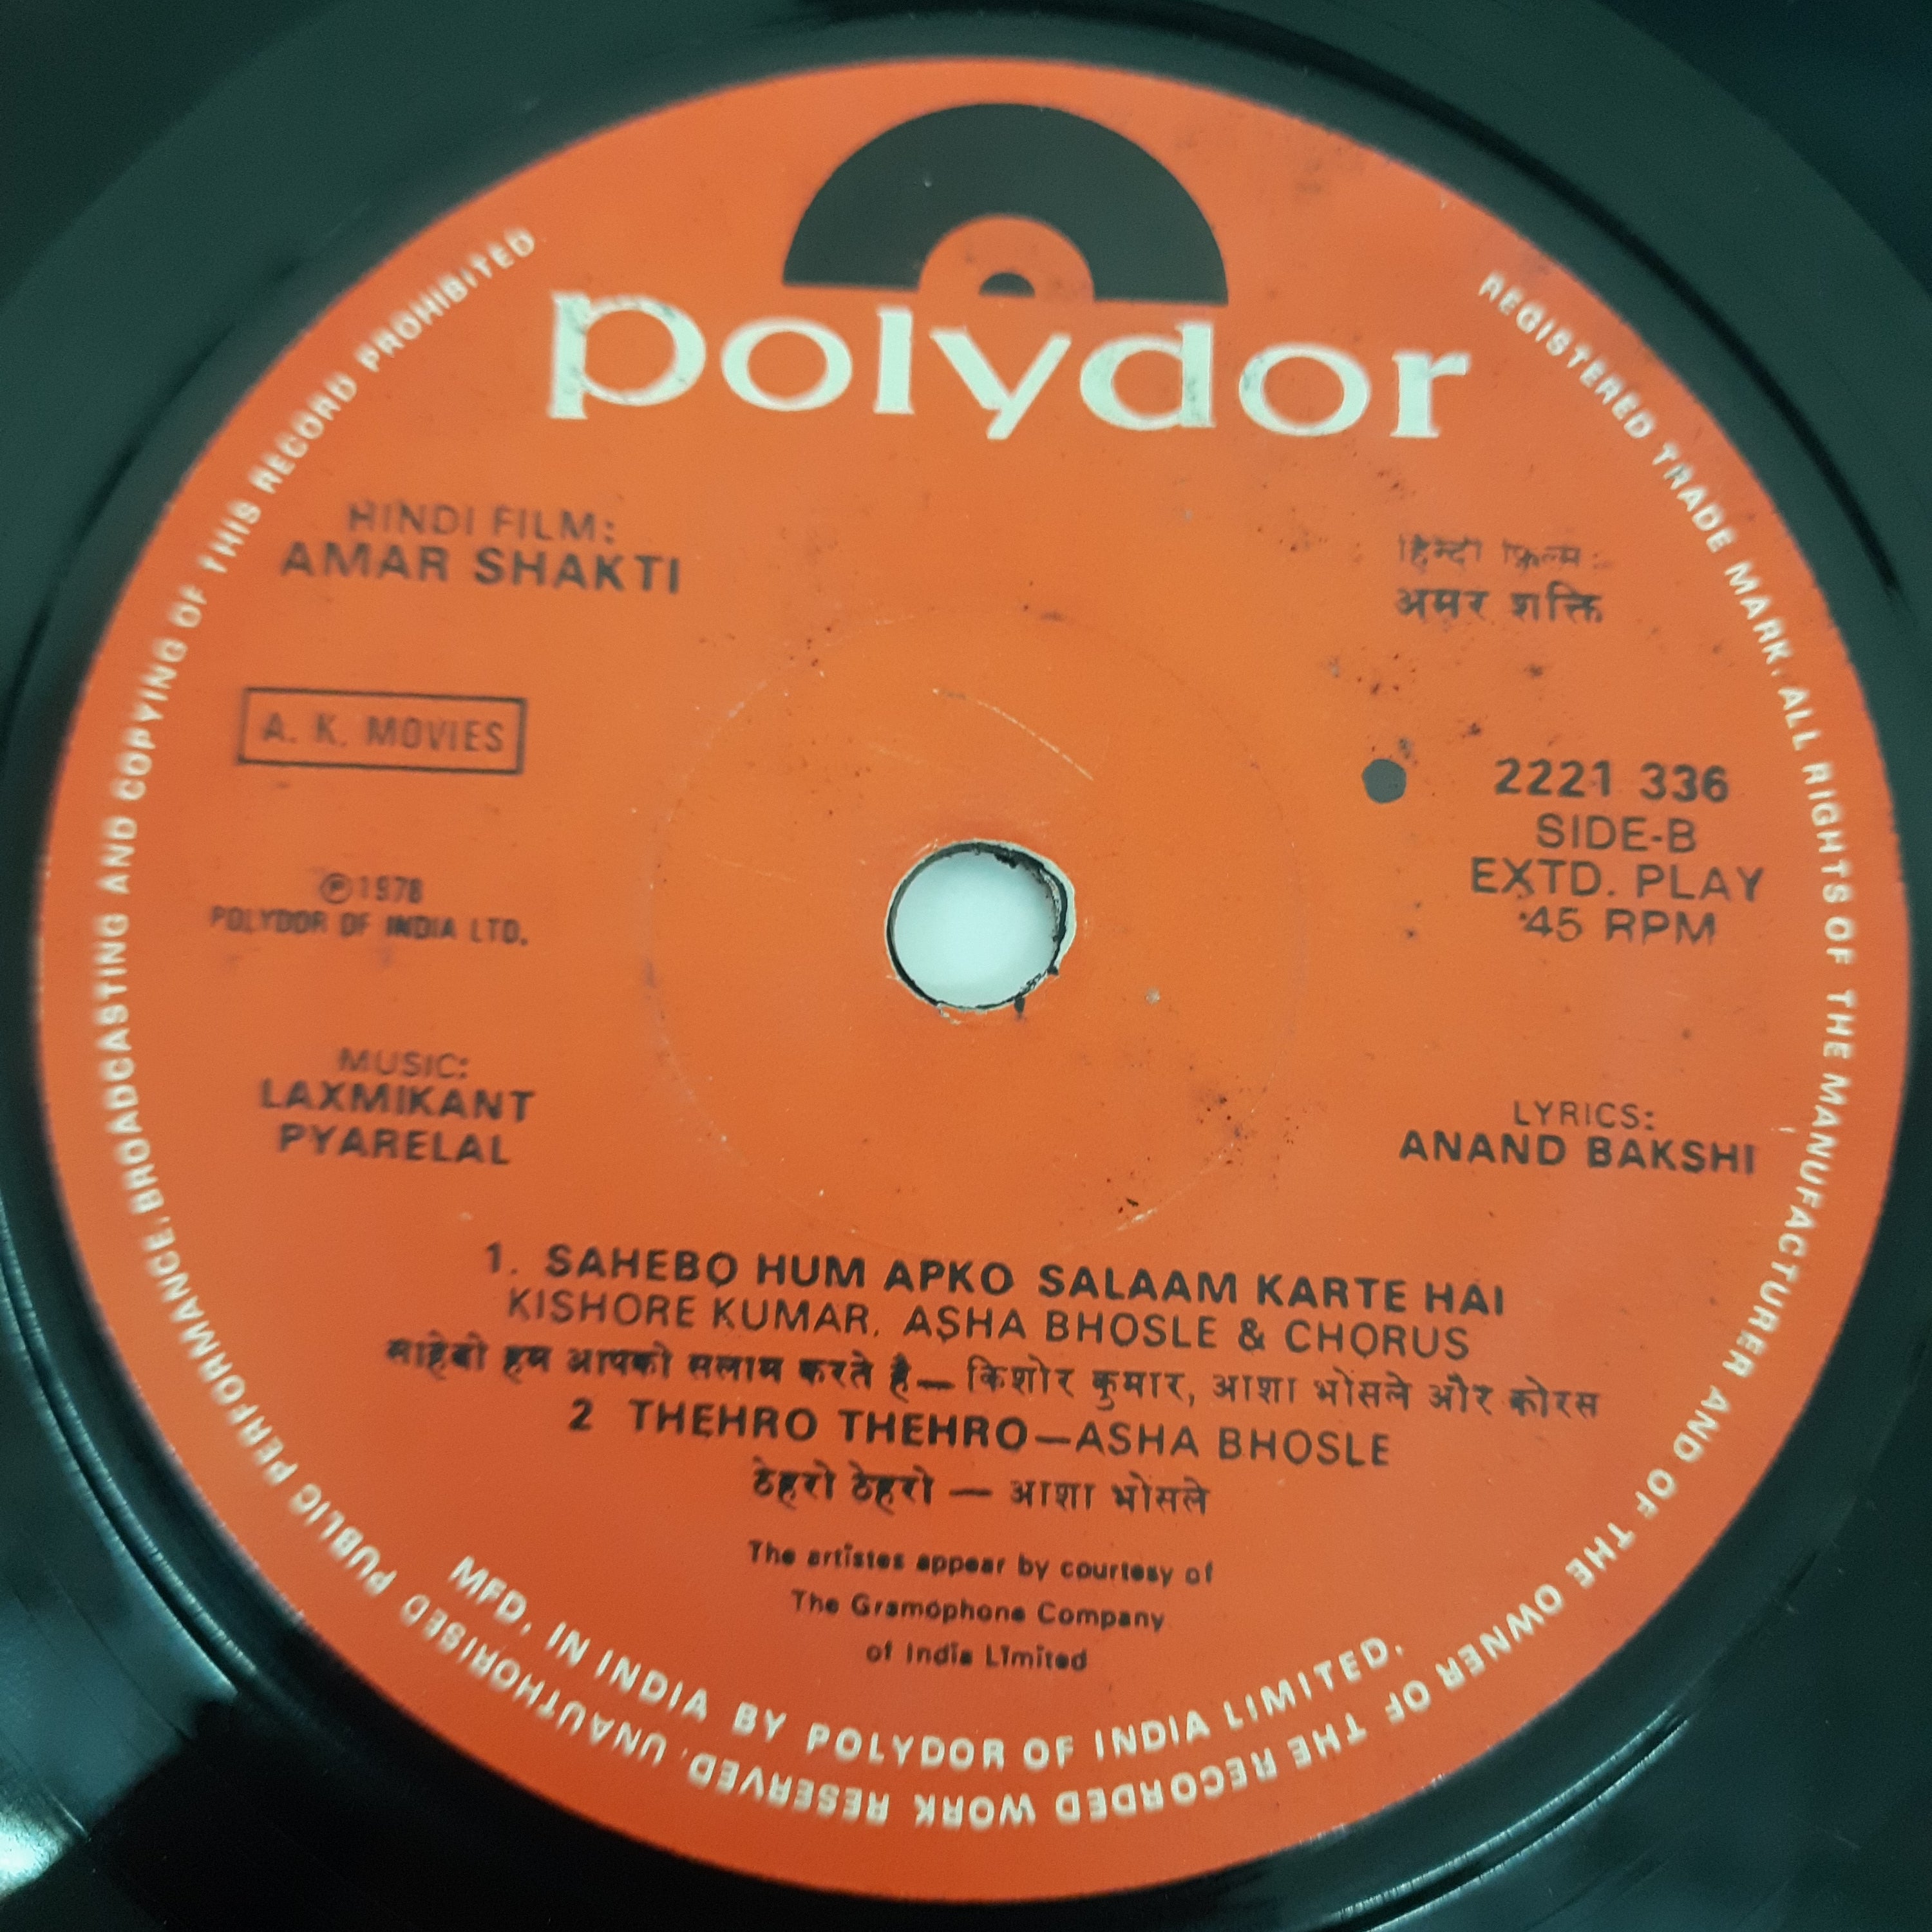 polydor
HINDI FILM:
AMAR SHAKTI
हिन्दी फ़िल्म :
अमर शक्ति
A. K. MOVIES
2221 336
SIDE-B
EXTD. PLAY
45 RPM
Ⓟ1978
POLYDOR OF INDIA LTD.
MUSIC:
LAXMIKANT
PYARELAL
LYRICS:
ANAND BAKSHI
1. SAHEBO HUM APKO SALAAM KARTE HAI
KISHORE KUMAR, ASHA BHOSLE & CHORUS
साहेबो हम आपको सलाम करते है— किशोर कुमार, आशा भोसले और कोरस
2 THEHRO THEHRO—ASHA BHOSLE
ठेहरो ठेहरो — आशा भोसले
The artistes appear by courtesy of
The Gramophone Company
of India Limited
MFD. IN INDIA BY POLYDOR OF INDIA LIMITED.
REGISTERED TRADE MARK. ALL RIGHTS OF THE MANUFACTURER AND OF THE OWNER OF THE RECORDED WORK RESERVED. UNAUTHORISED PUBLIC PERFORMANCE, BROADCASTING AND COPYING OF THIS RECORD PROHIBITED